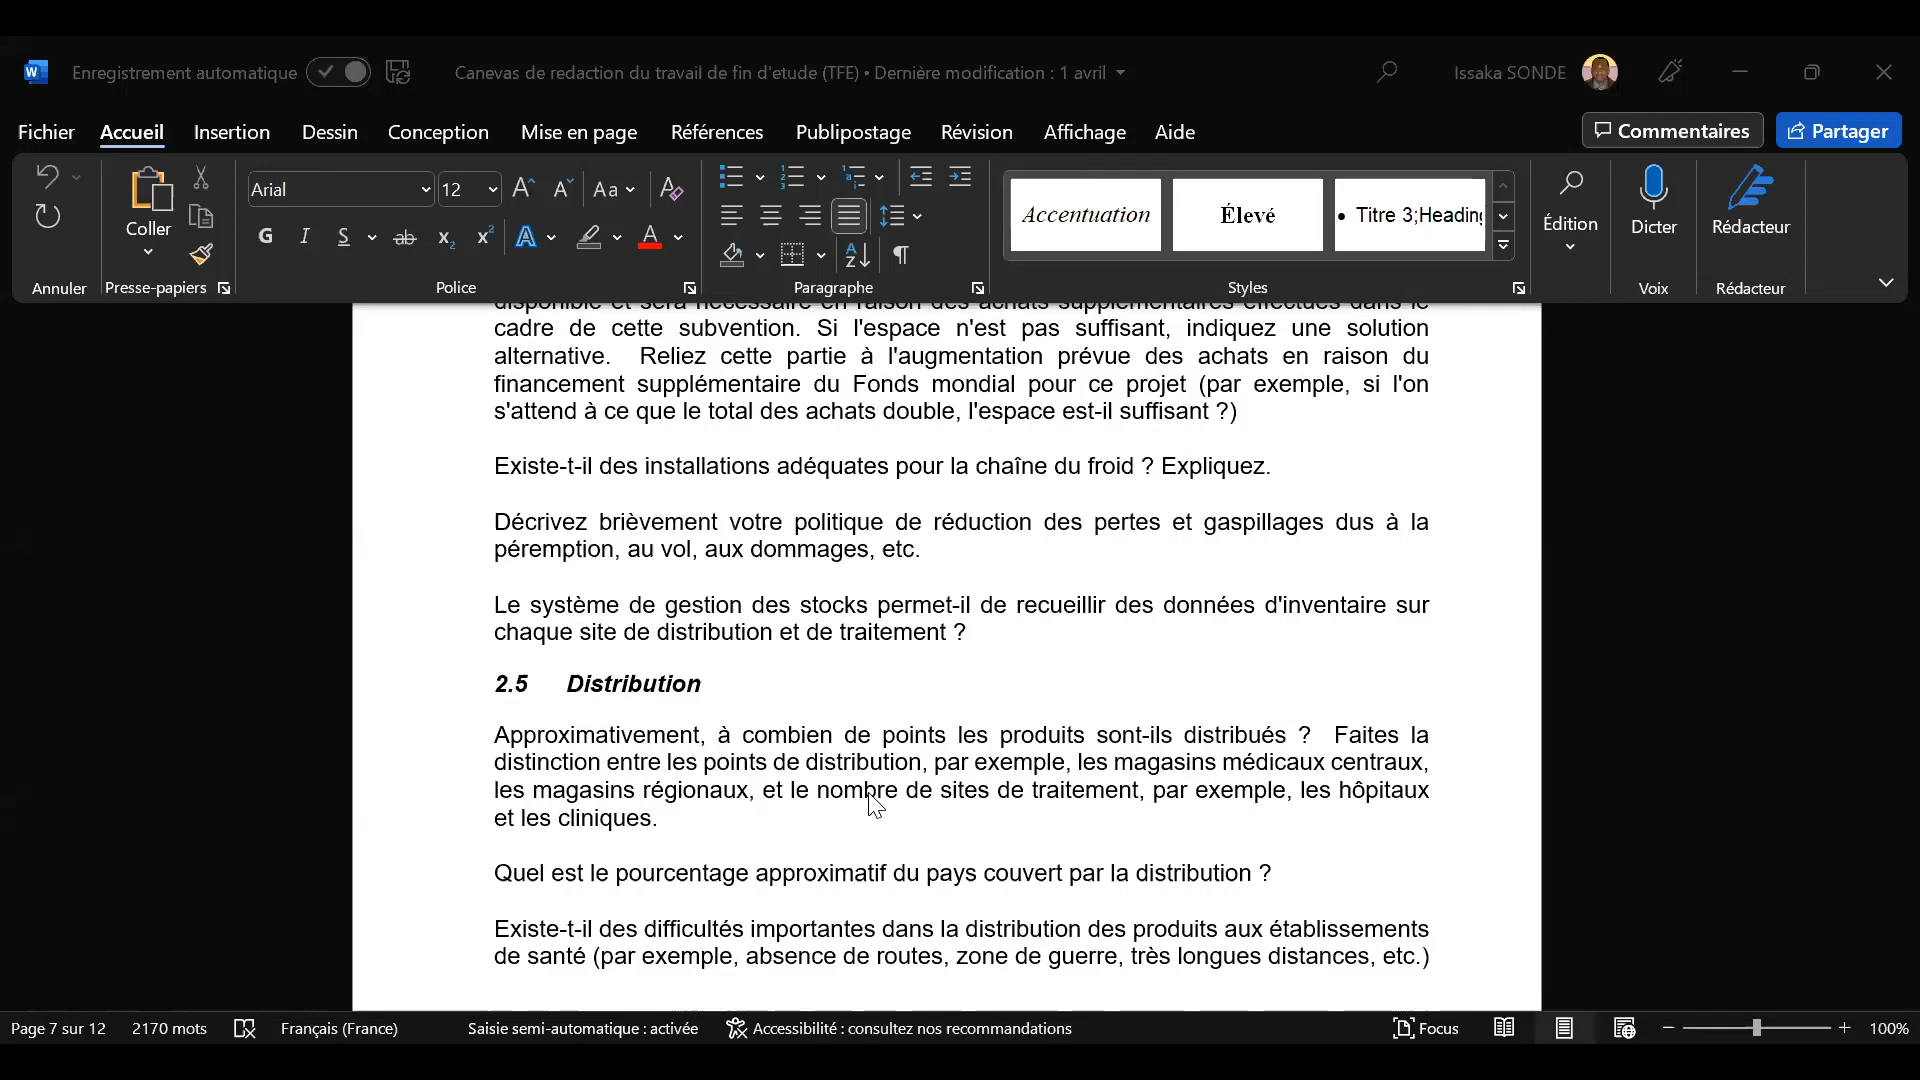 Enregistrement automatique
Canevas de redaction du travail de fin d'etude (TFE) • Dernière modification : 1 avril
Issaka SONDE
Fichier Accueil Insertion Dessin Conception Mise en page Références Publipostage Révision Affichage Aide
Commentaires Partager
Coller
Arial 12
Accentuation Élevé • Titre 3;Heading
Édition Dicter Rédacteur
Annuler Presse-papiers Police Paragraphe Styles Voix Rédacteur
disponible et sera nécessaire en raison des achats supplémentaires effectués dans le
cadre de cette subvention. Si l'espace n'est pas suffisant, indiquez une solution
alternative. Reliez cette partie à l'augmentation prévue des achats en raison du
financement supplémentaire du Fonds mondial pour ce projet (par exemple, si l'on
s'attend à ce que le total des achats double, l'espace est-il suffisant ?)
Existe-t-il des installations adéquates pour la chaîne du froid ? Expliquez.
Décrivez brièvement votre politique de réduction des pertes et gaspillages dus à la
péremption, au vol, aux dommages, etc.
Le système de gestion des stocks permet-il de recueillir des données d'inventaire sur
chaque site de distribution et de traitement ?
2.5 Distribution
Approximativement, à combien de points les produits sont-ils distribués ? Faites la
distinction entre les points de distribution, par exemple, les magasins médicaux centraux,
les magasins régionaux, et le nombre de sites de traitement, par exemple, les hôpitaux
et les cliniques.
Quel est le pourcentage approximatif du pays couvert par la distribution ?
Existe-t-il des difficultés importantes dans la distribution des produits aux établissements
de santé (par exemple, absence de routes, zone de guerre, très longues distances, etc.)
Page 7 sur 12 2170 mots Français (France) Saisie semi-automatique : activée Accessibilité : consultez nos recommandations Focus 100%